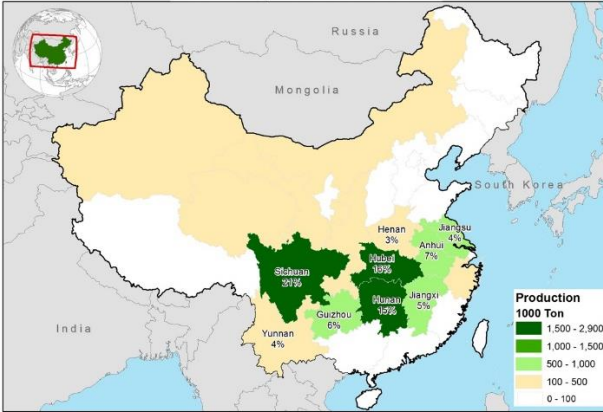 Russia
Mongolia
South Korea
Henan
3%
Jiangsu
4%
Anhui
7%
Hubei
16%
Sichuan
21%
Hunan
15%
Jiangxi
5%
Guizhou
6%
Yunnan
4%
India
Production
1000 Ton
1,500 - 2,900
1,000 - 1,500
500 - 1,000
100 - 500
0 - 100